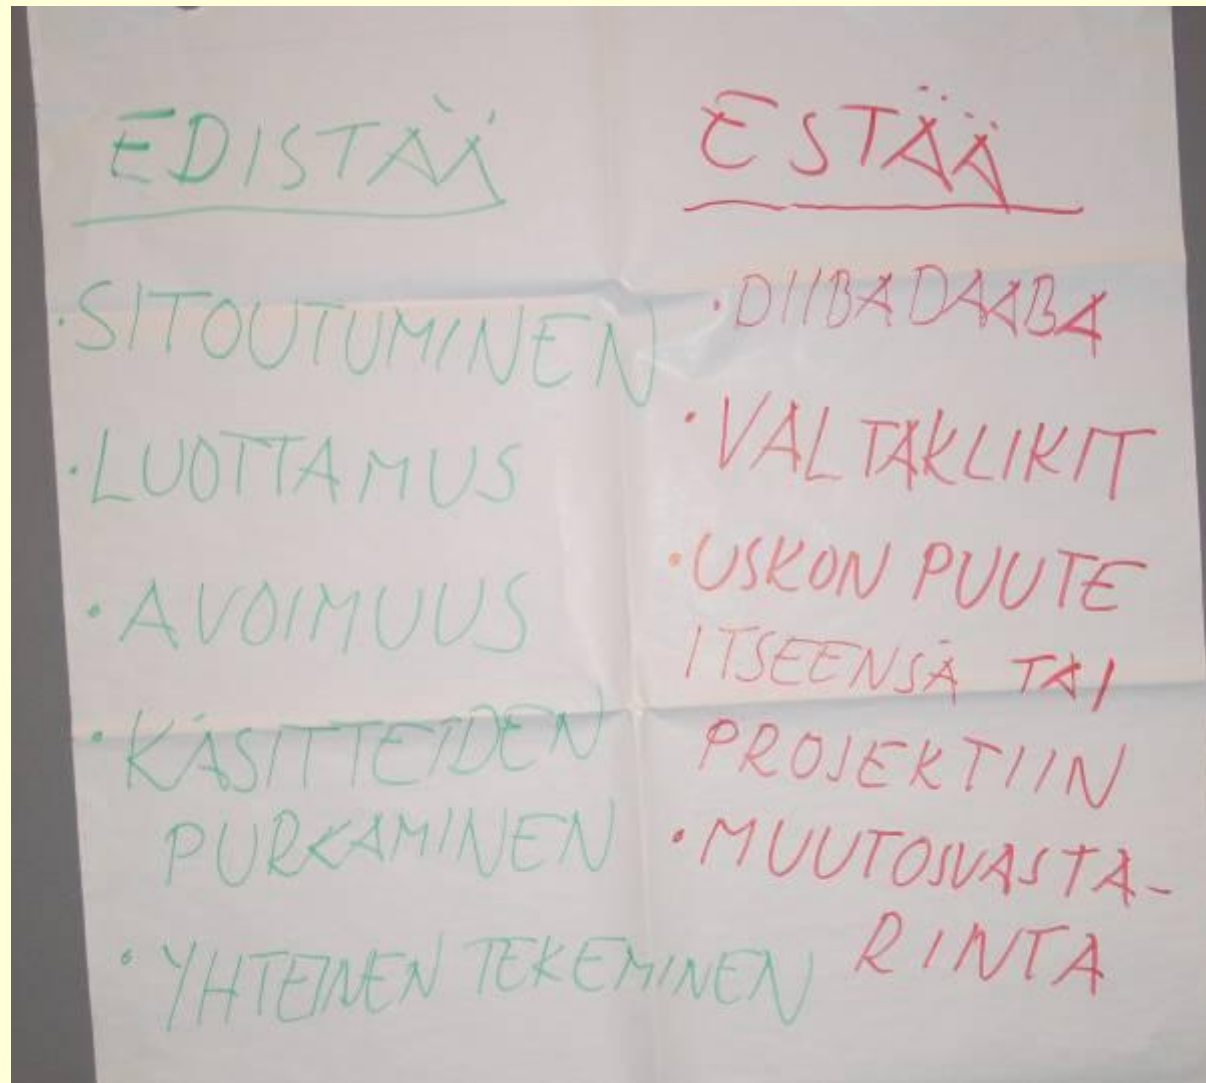 EDISTÄÄ
·SITOUTUMINEN
·LUOTTAMUS
·AVOIMUUS
·KÄSITTEIDEN
PURKAMINEN
·YHTEINEN TEKEMINEN
ESTÄÄ
·DIIBADAABA
·VALTAKLIKIT
·USKON PUUTE
ITSEENSÄ TAI
PROJEKTIIN
·MUUTOSVASTA-
RINTA